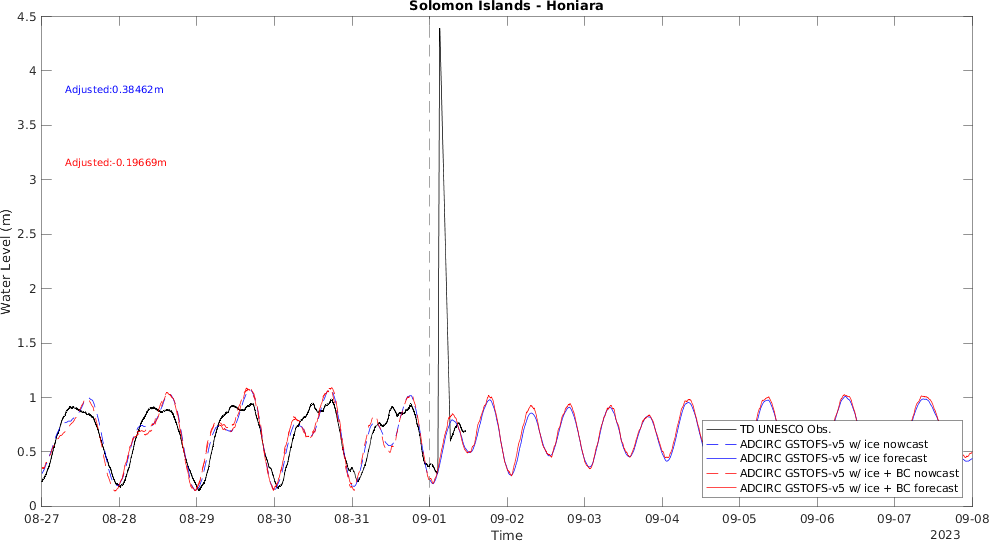 Solomon Islands - Honiara
4.5
4
3.5
3
2.5
2
1.5
1
0.5
0
Water Level (m)
Adjusted:0.38462m
Adjusted:-0.19669m
TD UNESCO Obs.
ADCIRC GSTOFS-v5 w/ ice nowcast
ADCIRC GSTOFS-v5 w/ ice forecast
ADCIRC GSTOFS-v5 w/ ice + BC nowcast
ADCIRC GSTOFS-v5 w/ ice + BC forecast
08-27 08-28 08-29 08-30 08-31 09-01 09-02 09-03 09-04 09-05 09-06 09-07 09-08
Time
2023